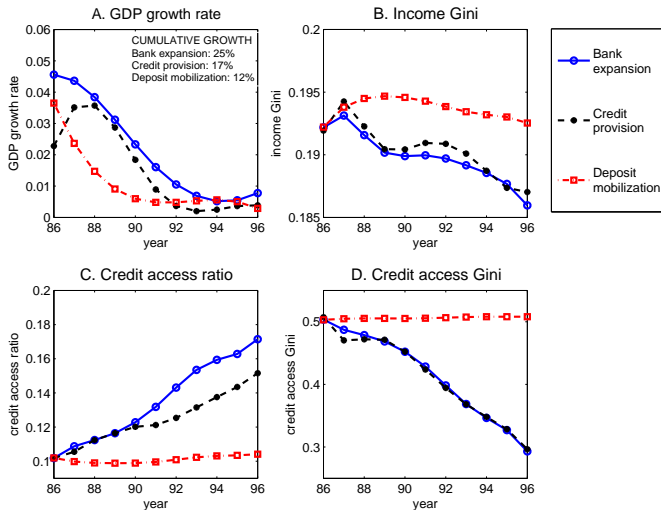 A. GDP growth rate
0.06
0.05
0.04
0.03
0.02
0.01
0
GDP growth rate
CUMULATIVE GROWTH
Bank expansion: 25%
Credit provision: 17%
Deposit mobilization: 12%
86 88 90 92 94 96
year
B. Income Gini
0.2
0.195
0.19
0.185
income Gini
86 88 90 92 94 96
year
Bank
expansion
Credit
provision
Deposit
mobilization
C. Credit access ratio
0.2
0.18
0.16
0.14
0.12
0.1
0.08
credit access ratio
86 88 90 92 94 96
year
D. Credit access Gini
0.5
0.4
0.3
credit access Gini
86 88 90 92 94 96
year